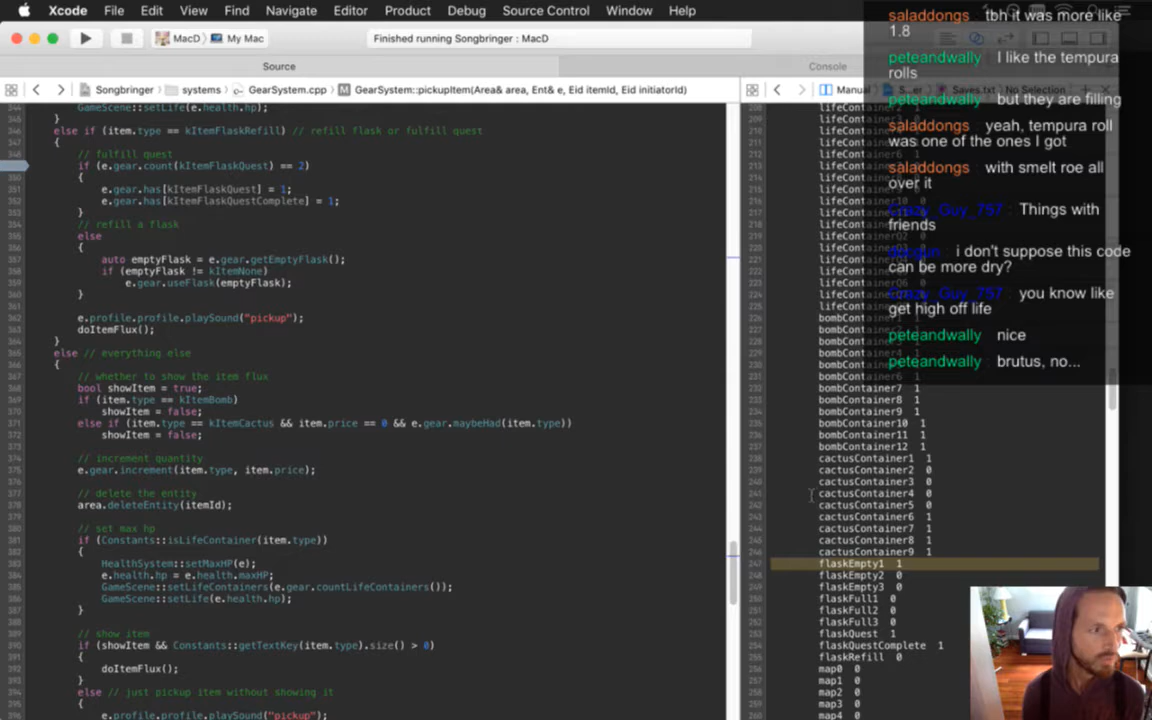 Xcode File Edit View Find Navigate Editor Product Debug Source Control Window Help
MacD My Mac
Finished running Songbringer : MacD
Source
Console
Songbringer systems GearSystem.cpp GearSystem::pickupItem(Area& area, Ent& e, Eid itemId, Eid initiatorId)
Manual Saves.txt No Selection
GameScene::setLife(e.health.hp);
}
else if (item.type == kItemFlaskRefill) // refill flask or fulfill quest
{
// fulfill quest
if (e.gear.count(kItemFlaskQuest) == 2)
{
e.gear.has[kItemFlaskQuest] = 1;
e.gear.has[kItemFlaskQuestComplete] = 1;
}
// refill a flask
else
{
auto emptyFlask = e.gear.getEmptyFlask();
if (emptyFlask != kItemNone)
e.gear.useFlask(emptyFlask);
}
e.profile.profile.playSound("pickup");
doItemFlux();
}
else // everything else
{
// whether to show the item flux
bool showItem = true;
if (item.type == kItemBomb)
showItem = false;
else if (item.type == kItemCactus && item.price == 0 && e.gear.maybeHad(item.type))
showItem = false;
// increment quantity
e.gear.increment(item.type, item.price);
// delete the entity
area.deleteEntity(itemId);
// set max hp
if (Constants::isLifeContainer(item.type))
{
HealthSystem::setMaxHP(e);
e.health.hp = e.health.maxHP;
GameScene::setLifeContainers(e.gear.countLifeContainers());
GameScene::setLife(e.health.hp);
}
// show item
if (showItem && Constants::getTextKey(item.type).size() > 0)
{
doItemFlux();
}
else // just pickup item without showing it
e.profile.profile.playSound("pickup");
bombContainer7 1
bombContainer8 1
bombContainer9 1
bombContainer10 1
bombContainer11 1
bombContainer12 1
cactusContainer1 1
cactusContainer2 0
cactusContainer3 0
cactusContainer4 0
cactusContainer5 0
cactusContainer6 1
cactusContainer7 1
cactusContainer8 1
cactusContainer9 1
flaskEmpty1 1
flaskEmpty2 0
flaskEmpty3 0
flaskFull1 0
flaskFull2 0
flaskFull3 0
flaskQuest 1
flaskQuestComplete 1
flaskRefill 0
map0 0
map1 0
map2 0
map3 0
map4 0
saladdongs tbh it was more like
1.8
peteandwally I like the tempura
rolls
peteandwally but they are filling
saladdongs yeah, tempura roll
was one of the ones I got
saladdongs with smelt roe all
over it
Crazy_Guy_757 : Things with
friends
i don't suppose this code
can be more dry?
Crazy_Guy_757 : you know like
get high off life
peteandwally nice
peteandwally brutus, no...